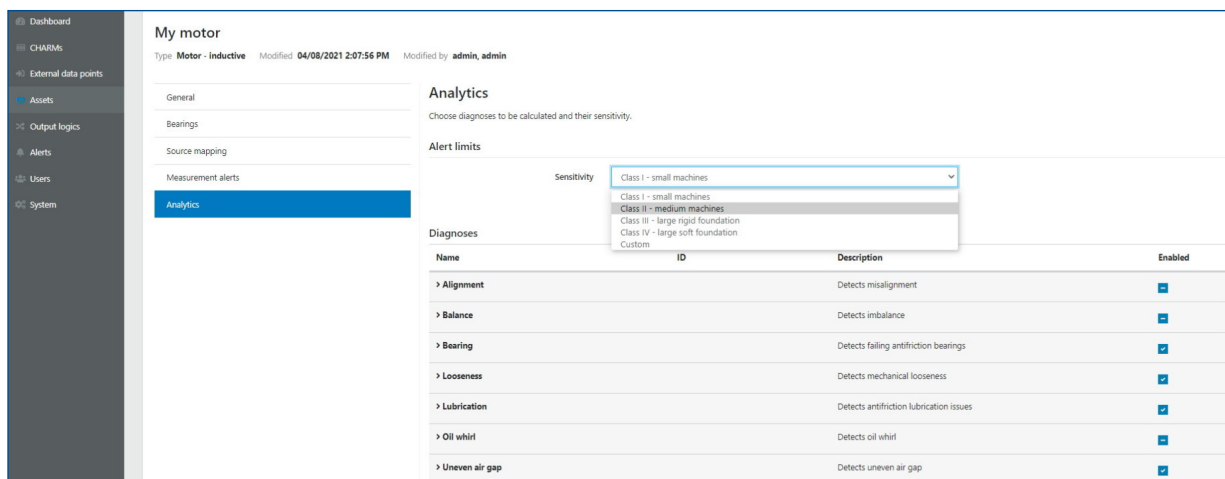 Dashboard
CHARMs
External data points
Assets
Output logics
Alerts
Users
System
My motor
Type Motor - inductive Modified 04/08/2021 2:07:56 PM Modified by admin, admin
General
Bearings
Source mapping
Measurement alerts
Analytics
Analytics
Choose diagnoses to be calculated and their sensitivity.
Alert limits
Sensitivity Class I - small machines
Class I - small machines
Class II - medium machines
Class III - large rigid foundation
Class IV - large soft foundation
Custom
Diagnoses
Name ID Description Enabled
> Alignment Detects misalignment
> Balance Detects imbalance
> Bearing Detects failing antifriction bearings
> Looseness Detects mechanical looseness
> Lubrication Detects antifriction lubrication issues
> Oil whirl Detects oil whirl
> Uneven air gap Detects uneven air gap